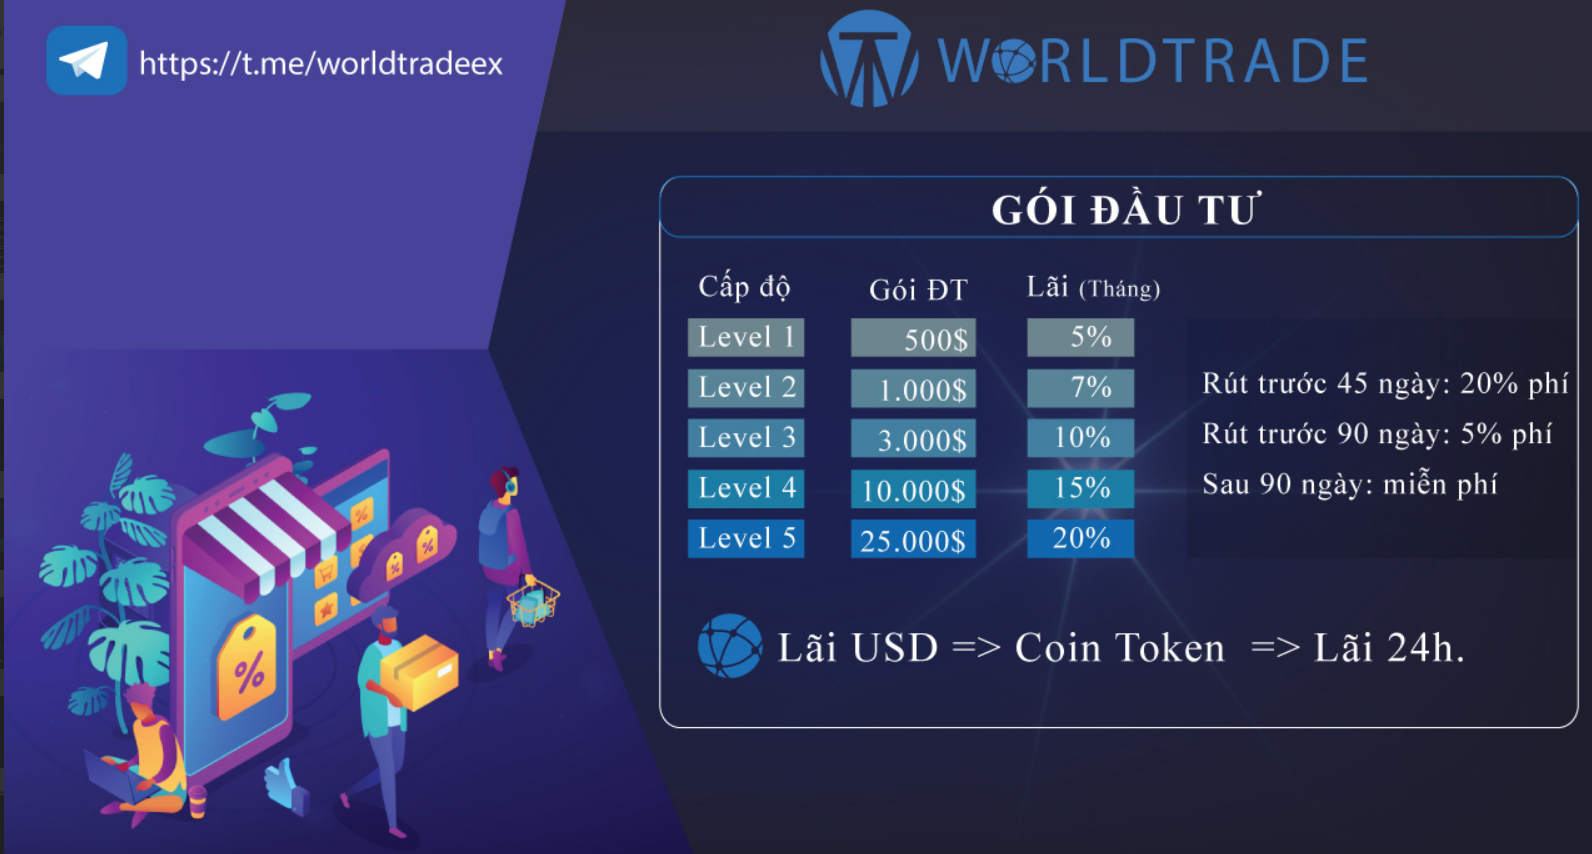 https://t.me/worldtradeex
WORLDTRADE
GÓI ĐẦU TƯ
Cấp độ Gói ĐT Lãi (Tháng)
Level 1 500$ 5%
Level 2 1.000$ 7%
Level 3 3.000$ 10%
Level 4 10.000$ 15%
Level 5 25.000$ 20%
Rút trước 45 ngày: 20% phí
Rút trước 90 ngày: 5% phí
Sau 90 ngày: miễn phí
Lãi USD => Coin Token => Lãi 24h.